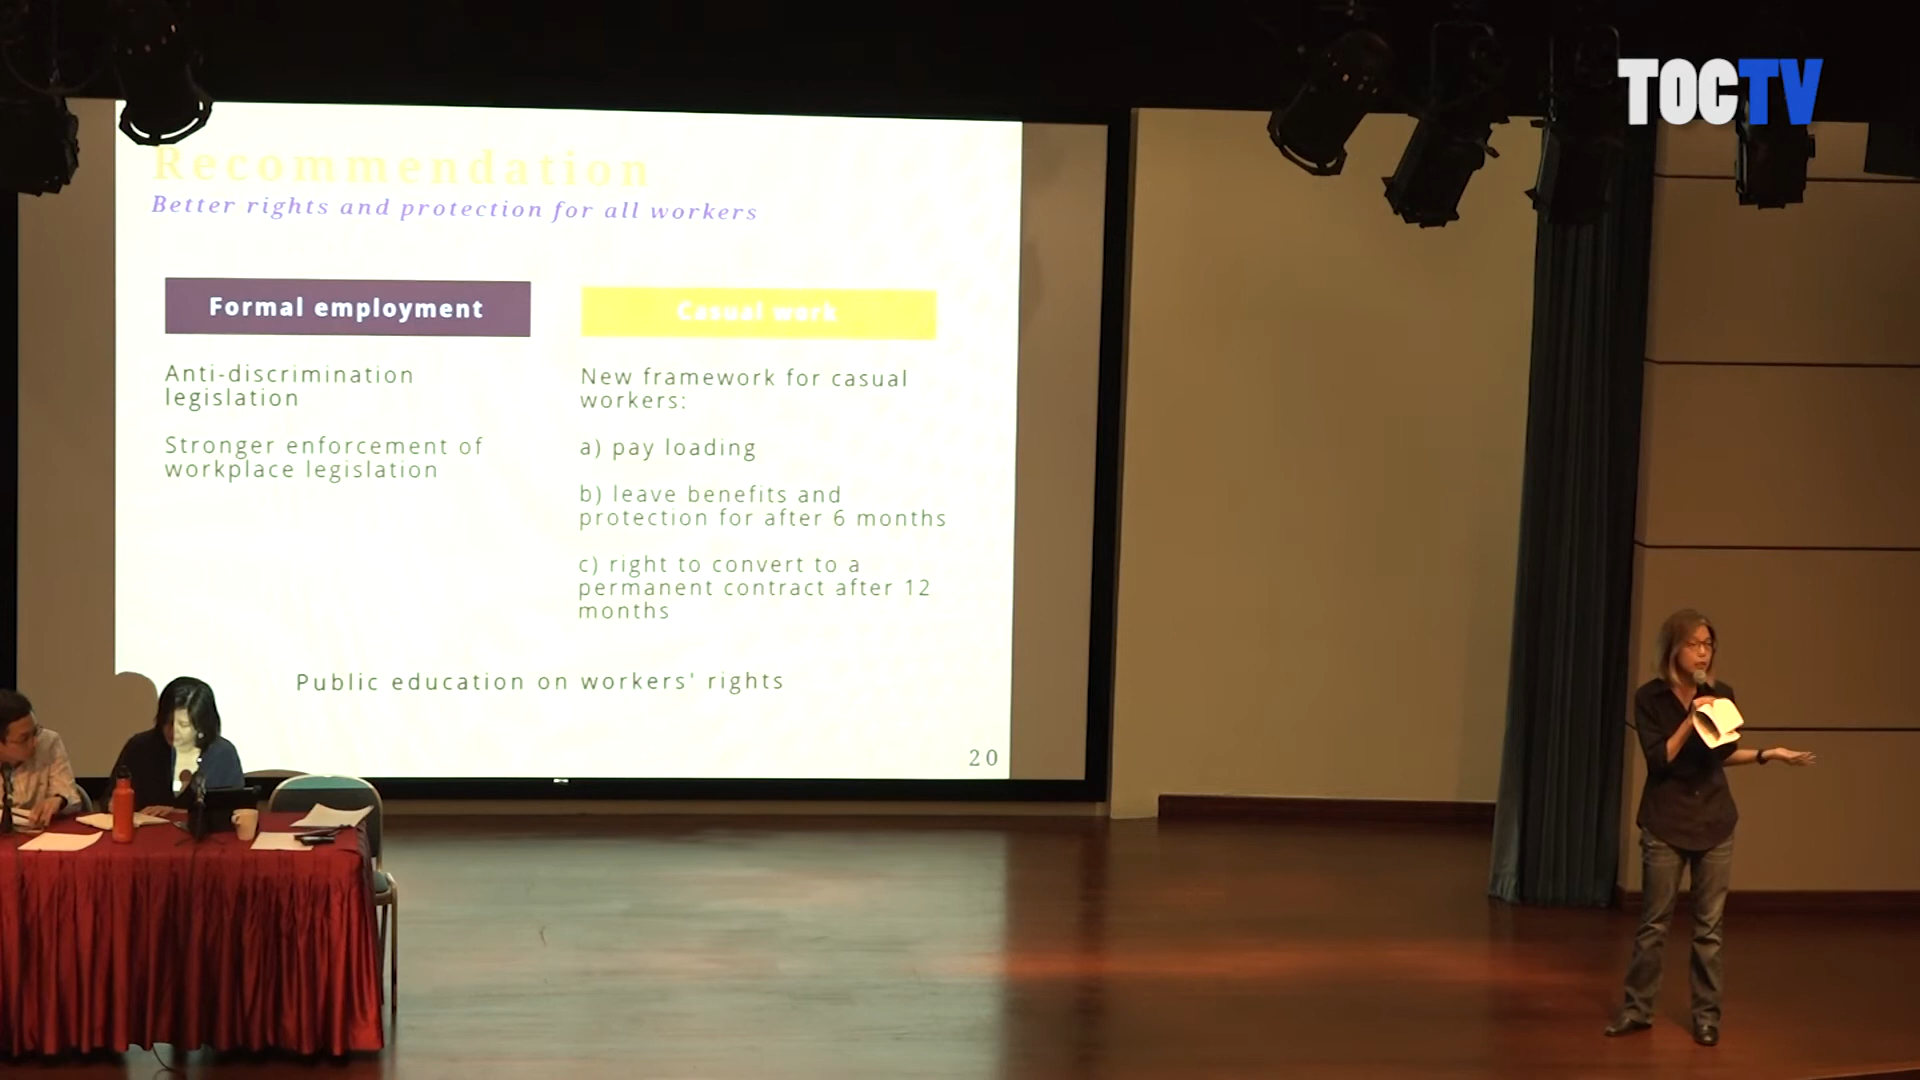 TOCTV
Recommendation
Better rights and protection for all workers
Formal employment
Anti-discrimination
legislation
Stronger enforcement of
workplace legislation
Casual work
New framework for casual
workers:
a) pay loading
b) leave benefits and
protection for after 6 months
c) right to convert to a
permanent contract after 12
months
Public education on workers' rights
20